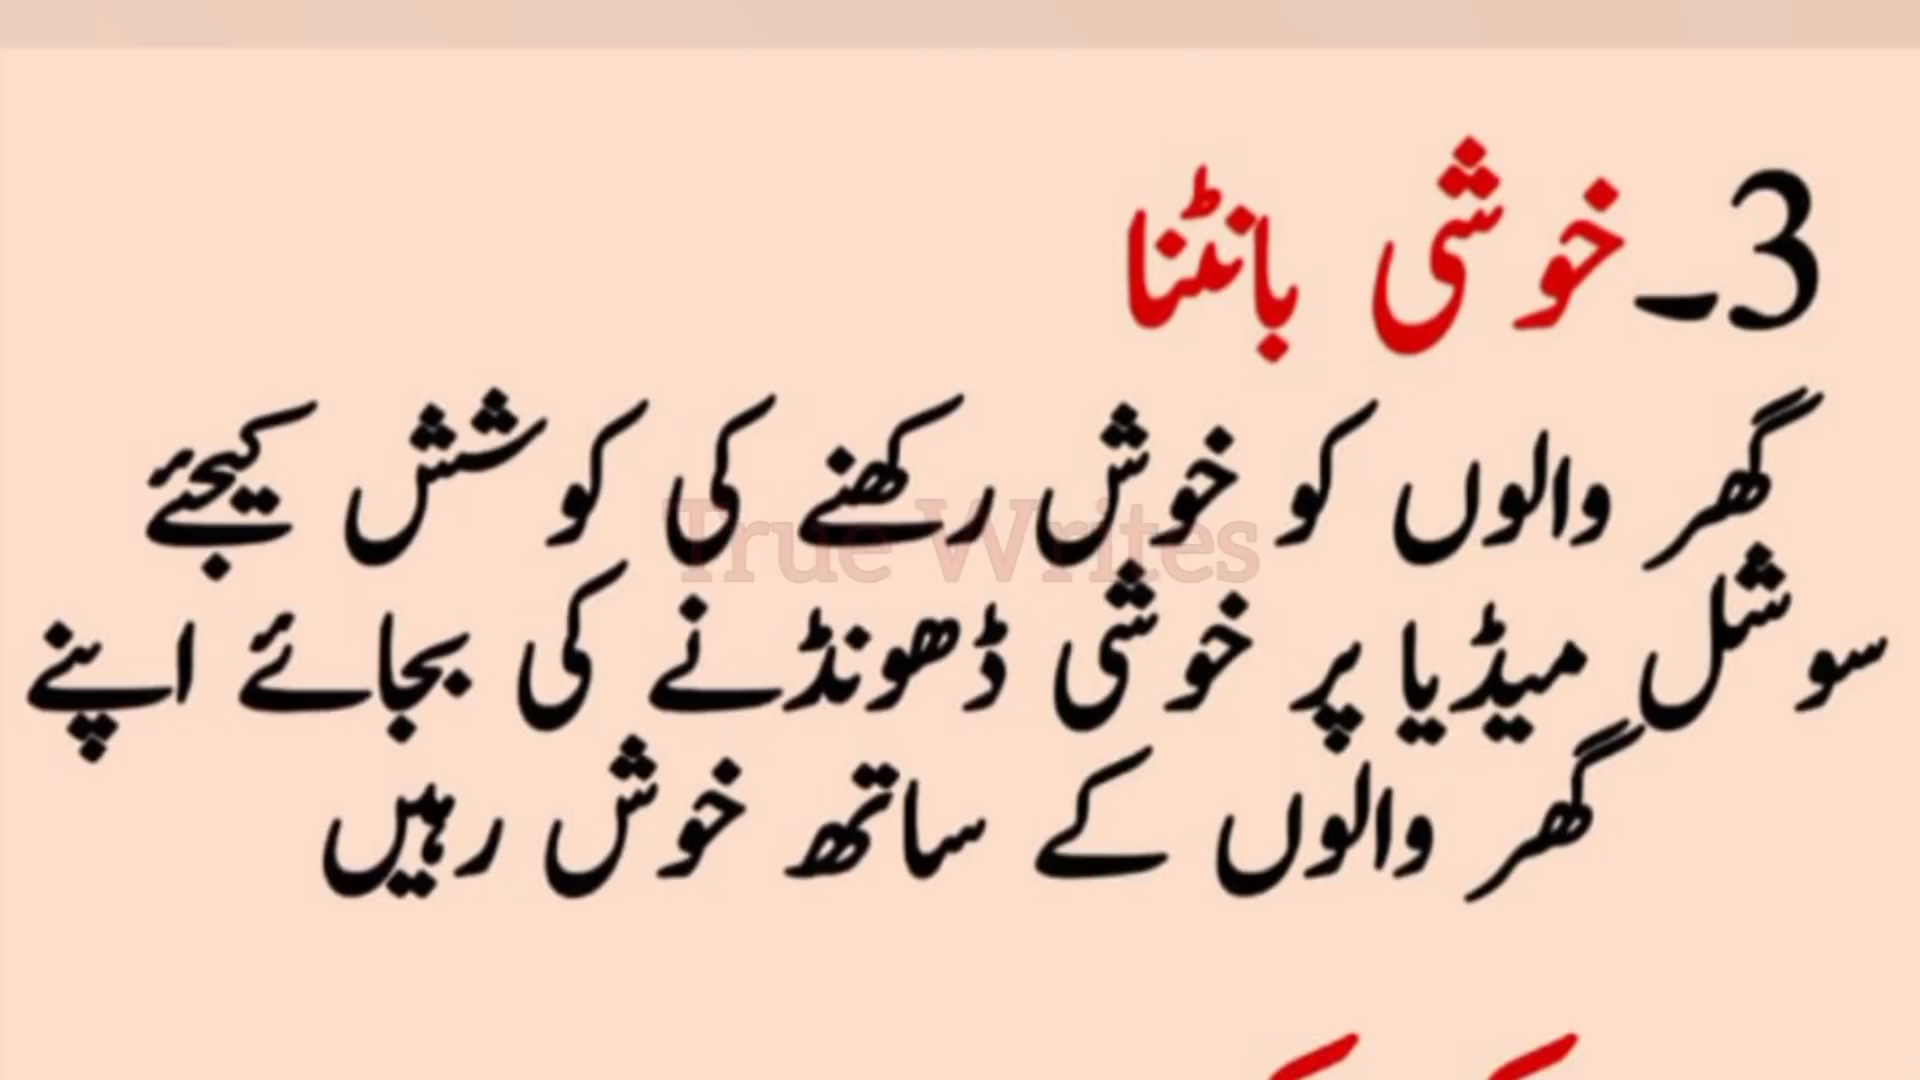 3۔خوشی بانٹنا
گھر والوں کو خوش رکھنے کی کوشش کیجئے
True Writes
سوشل میڈیا پر خوشی ڈھونڈنے کی بجائے اپنے
گھر والوں کے ساتھ خوش رہیں